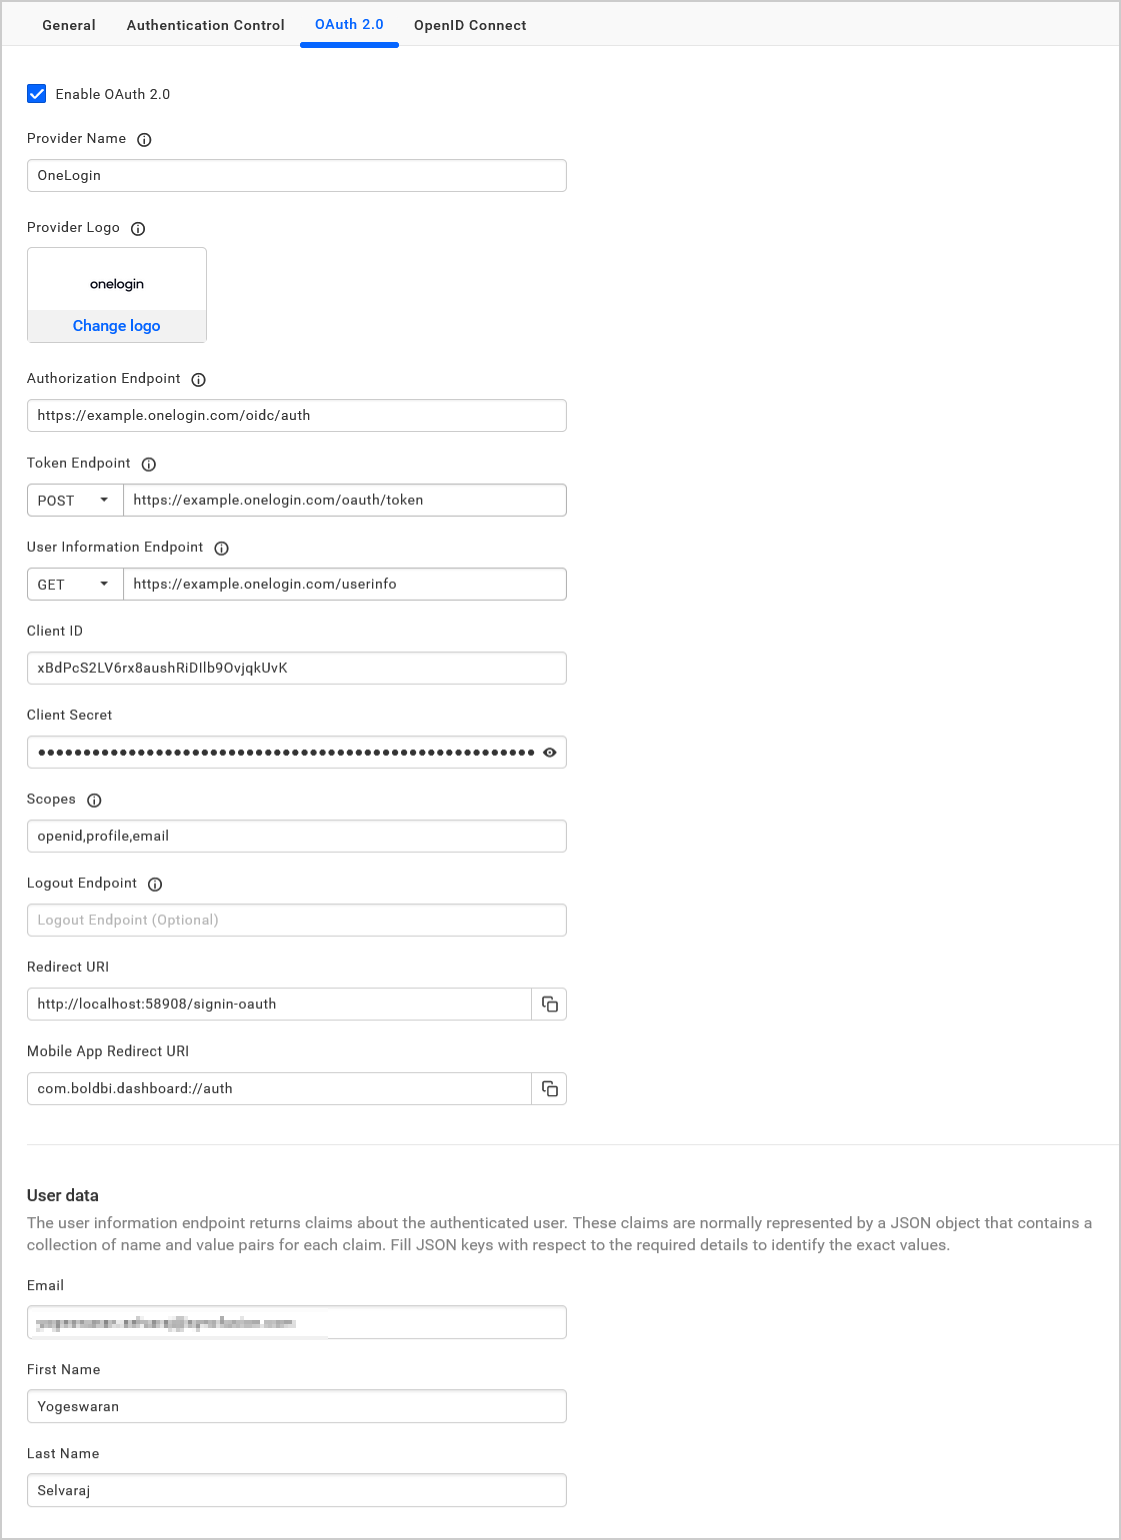 General Authentication Control OAuth 2.0 OpenID Connect
Enable OAuth 2.0
Provider Name
OneLogin
Provider Logo
onelogin
Change logo
Authorization Endpoint
https://example.onelogin.com/oidc/auth
Token Endpoint
POST https://example.onelogin.com/oauth/token
User Information Endpoint
GET https://example.onelogin.com/userinfo
Client ID
xBdPcS2LV6rx8aushRiDIlb9OvjqkUvK
Client Secret
Scopes
openid,profile,email
Logout Endpoint
Logout Endpoint (Optional)
Redirect URI
http://localhost:58908/signin-oauth
Mobile App Redirect URI
com.boldbi.dashboard://auth
User data
The user information endpoint returns claims about the authenticated user. These claims are normally represented by a JSON object that contains a
collection of name and value pairs for each claim. Fill JSON keys with respect to the required details to identify the exact values.
Email
First Name
Yogeswaran
Last Name
Selvaraj